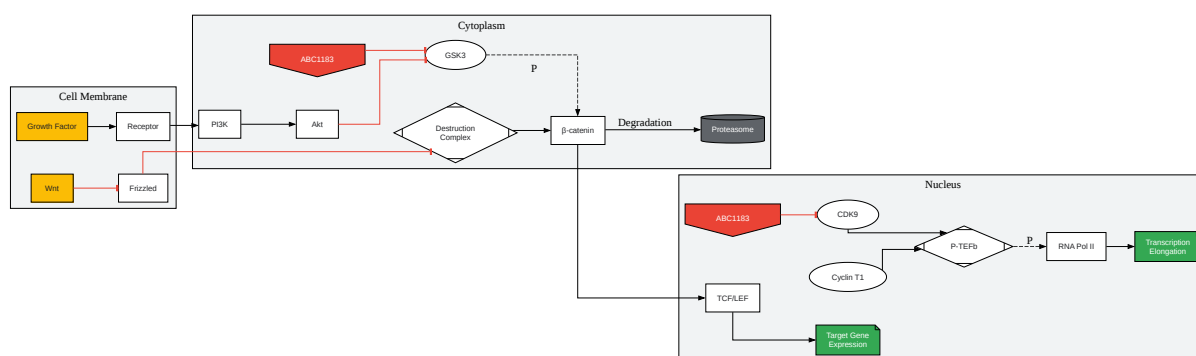 Cytoplasm
ABC1183
GSK3
P
Cell Membrane
Growth Factor
Receptor
PI3K
Akt
Destruction
Complex
β-catenin
Degradation
Proteasome
Wnt
Frizzled
Nucleus
ABC1183
CDK9
P-TEFb
P
RNA Pol II
Transcription
Elongation
Cyclin T1
TCF/LEF
Target Gene
Expression